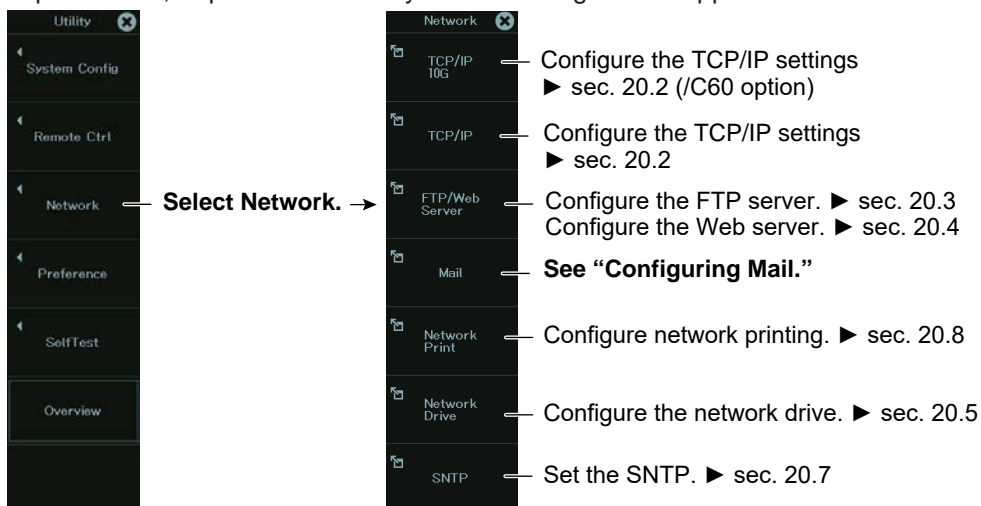 Utility
System Config
Remote Ctrl
Network
Preference
SelfTest
Overview
Select Network.
Network
TCP/IP
10G
Configure the TCP/IP settings
► sec. 20.2 (/C60 option)
TCP/IP
Configure the TCP/IP settings
► sec. 20.2
FTP/Web
Server
Configure the FTP server. ► sec. 20.3
Configure the Web server. ► sec. 20.4
Mail
See “Configuring Mail.”
Network
Print
Configure network printing. ► sec. 20.8
Network
Drive
Configure the network drive. ► sec. 20.5
SNTP
Set the SNTP. ► sec. 20.7